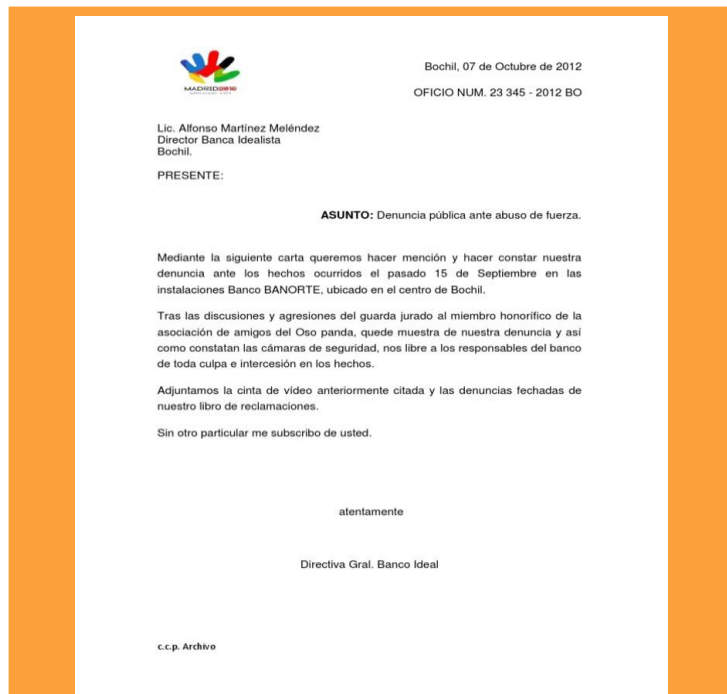 MADRID2016
Bochil, 07 de Octubre de 2012
OFICIO NUM. 23 345 - 2012 BO
Lic. Alfonso Martínez Meléndez
Director Banca Idealista
Bochil.
PRESENTE:
ASUNTO: Denuncia pública ante abuso de fuerza.
Mediante la siguiente carta queremos hacer mención y hacer constar nuestra
denuncia ante los hechos ocurridos el pasado 15 de Septiembre en las
instalaciones Banco BANORTE, ubicado en el centro de Bochil.
Tras las discusiones y agresiones del guarda jurado al miembro honorífico de la
asociación de amigos del Oso panda, quede muestra de nuestra denuncia y así
como constatan las cámaras de seguridad, nos libre a los responsables del banco
de toda culpa e intercesión en los hechos.
Adjuntamos la cinta de vídeo anteriormente citada y las denuncias fechadas de
nuestro libro de reclamaciones.
Sin otro particular me subscribo de usted.
atentamente
Directiva Gral. Banco Ideal
c.c.p. Archivo